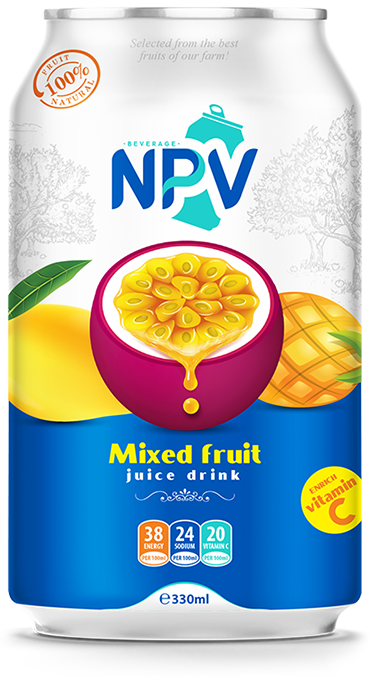 Selected from the best
fruits of our farm!
FRUIT
100%
NATURAL
- BEVERAGE -
NPV
Mixed fruit
juice drink
ENRICH
vitamin
C
38
ENERGY
PER 100ml
24
SODIUM
PER 100ml
20
VITAMIN C
PER 100ml
℮330ml